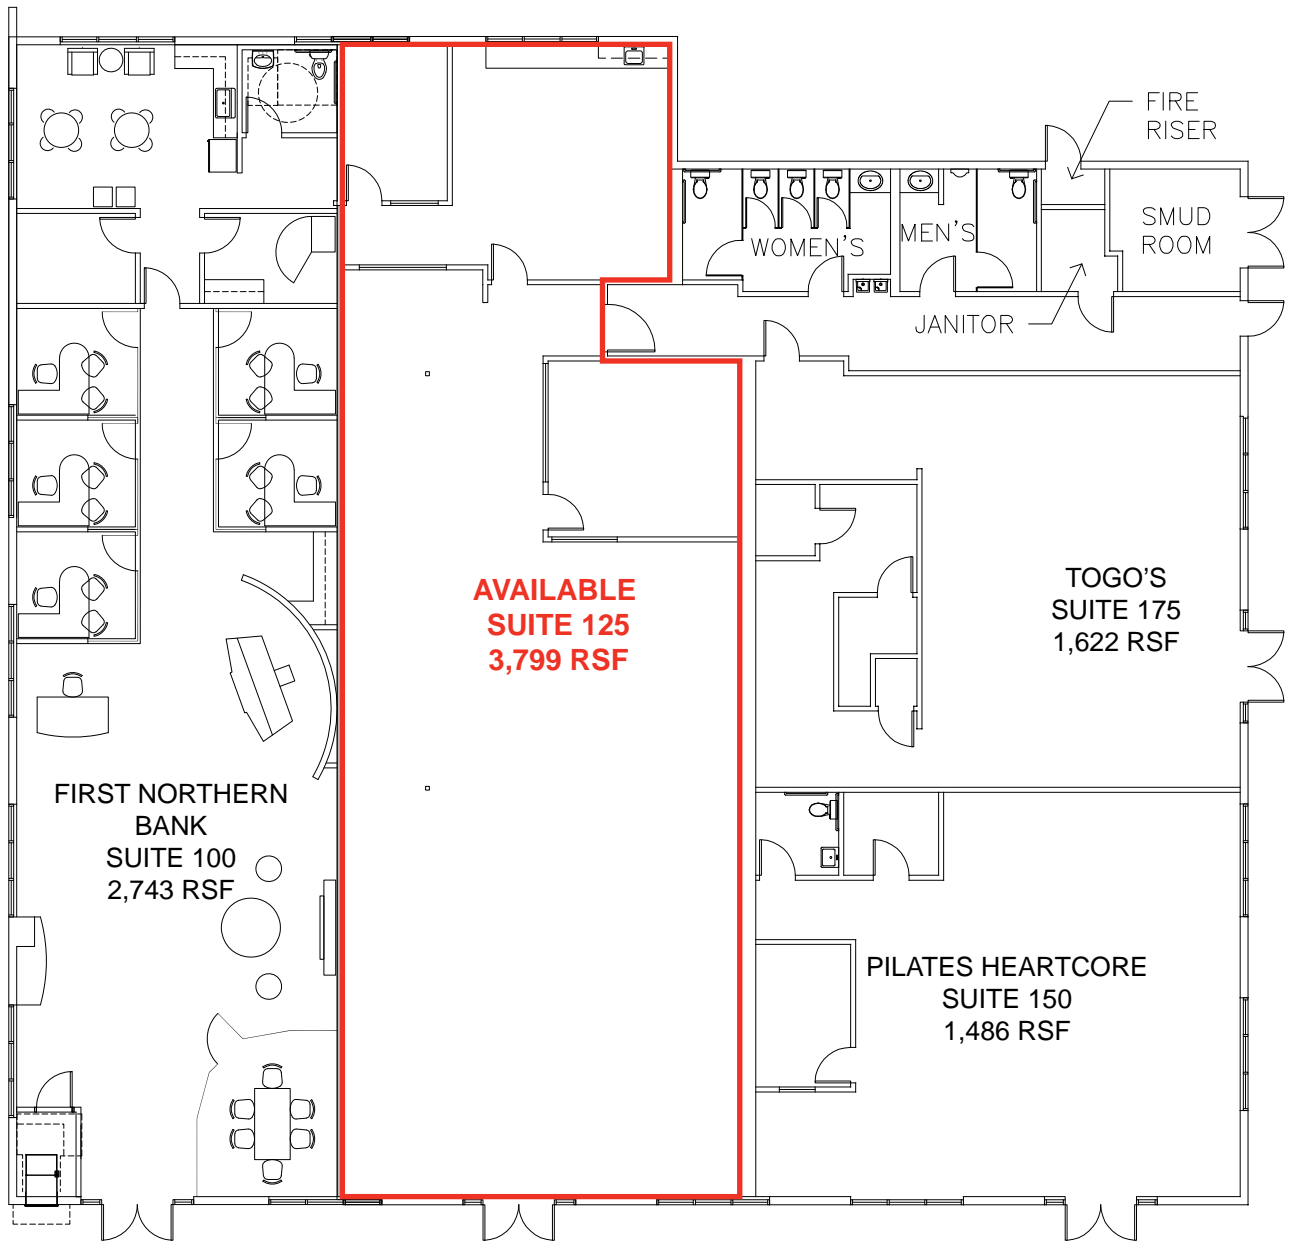 FIRE
RISER
SMUD
ROOM
WOMEN'S
MEN'S
JANITOR
AVAILABLE
SUITE 125
3,799 RSF
TOGO'S
SUITE 175
1,622 RSF
FIRST NORTHERN
BANK
SUITE 100
2,743 RSF
PILATES HEARTCORE
SUITE 150
1,486 RSF